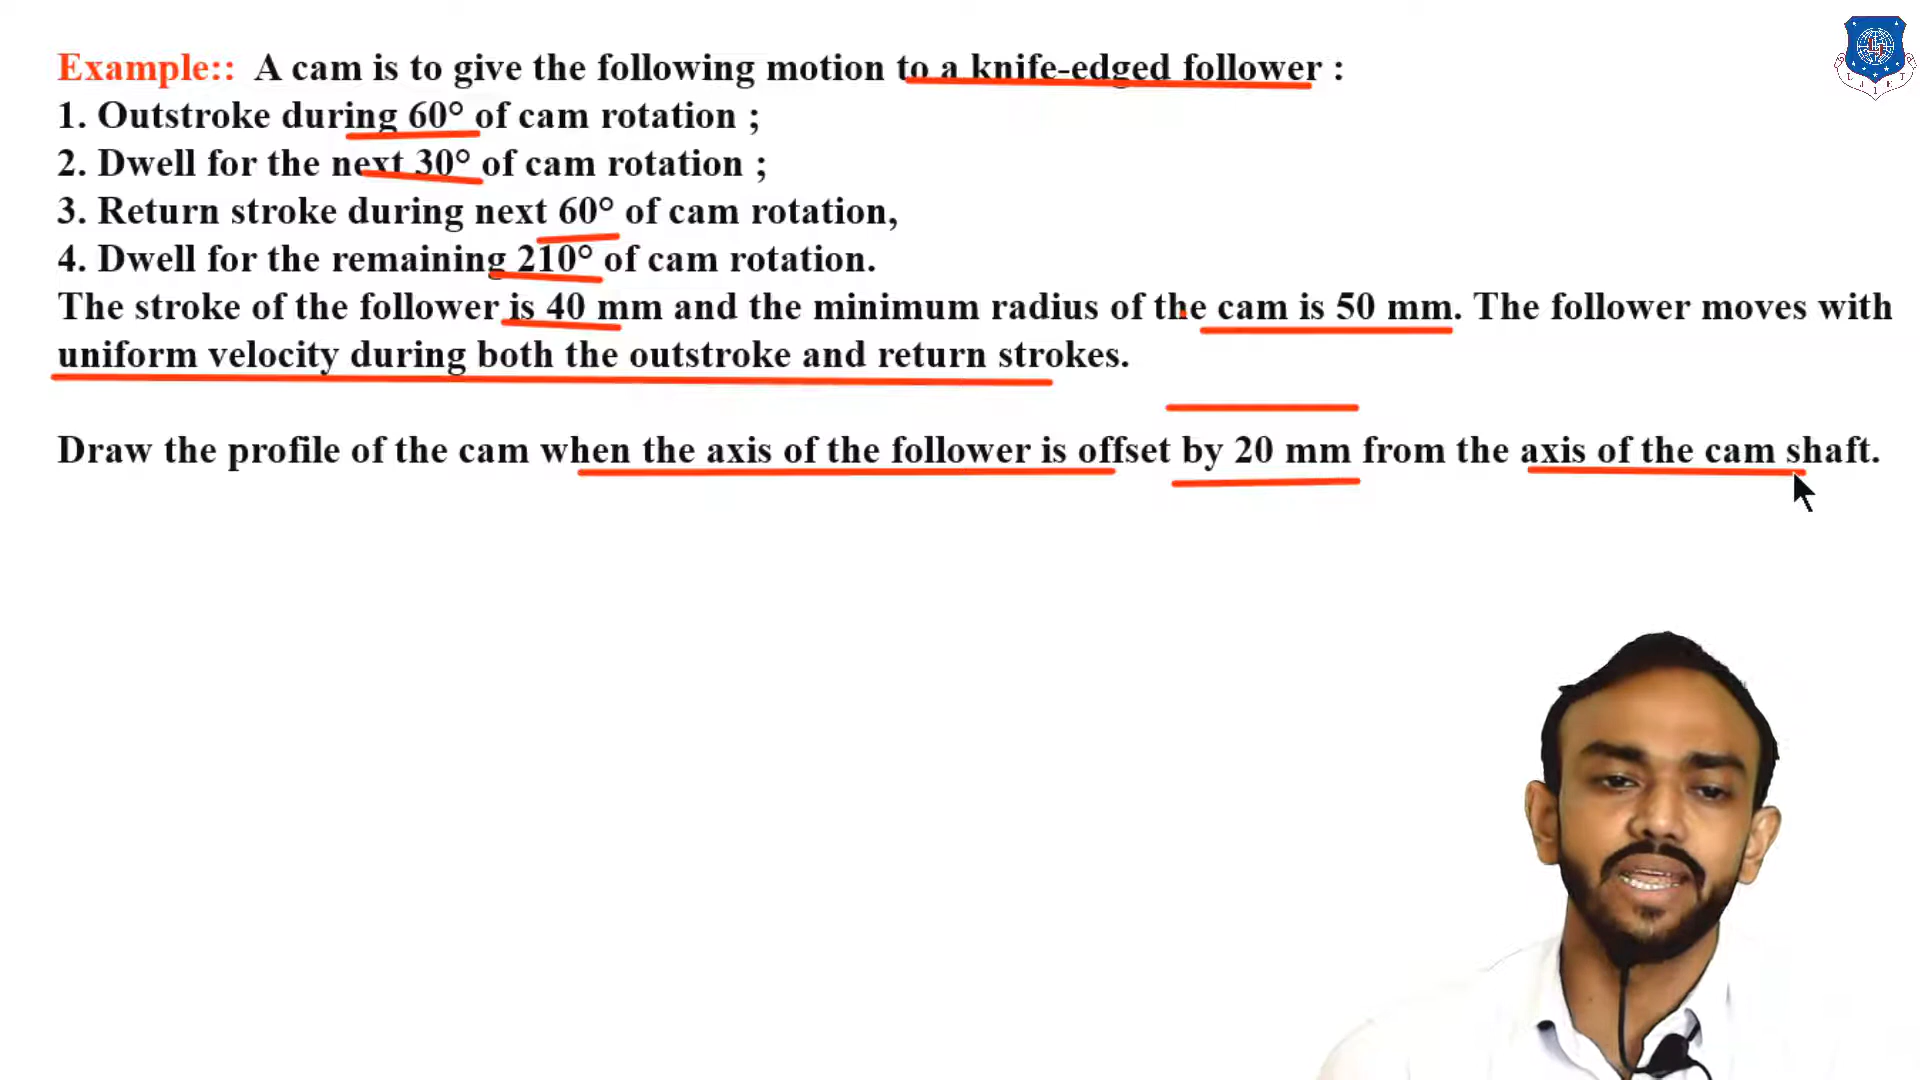 Example:: A cam is to give the following motion to a knife-edged follower :
1. Outstroke during 60° of cam rotation ;
2. Dwell for the next 30° of cam rotation ;
3. Return stroke during next 60° of cam rotation,
4. Dwell for the remaining 210° of cam rotation.
The stroke of the follower is 40 mm and the minimum radius of the cam is 50 mm. The follower moves with
uniform velocity during both the outstroke and return strokes.
Draw the profile of the cam when the axis of the follower is offset by 20 mm from the axis of the cam shaft.